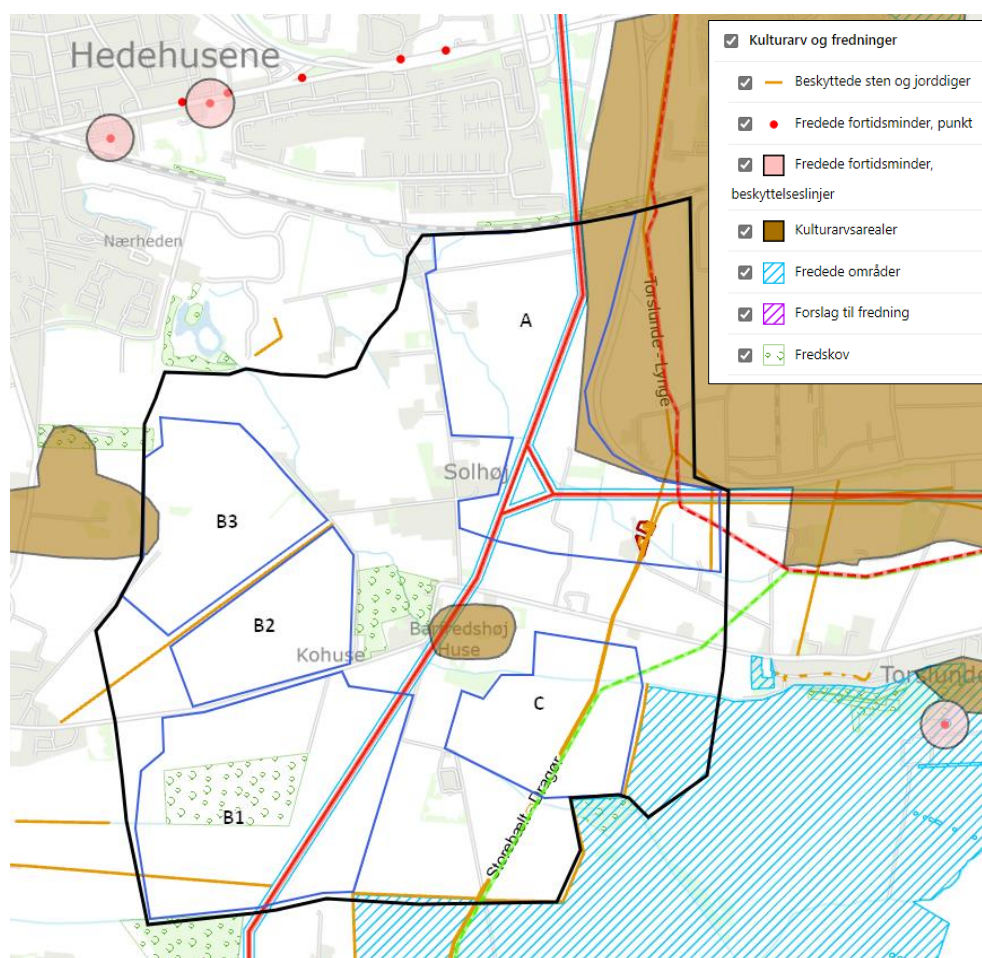 Hedehusene
Kulturarv og fredninger
Beskyttede sten og jorddiger
Fredede fortidsminder, punkt
Fredede fortidsminder,
beskyttelseslinjer
Kulturarvsarealer
Fredede områder
Forslag til fredning
Fredskov
Nærheden
A
Torslunde - Lynge
Solhøj
B3
B2
Barfredshøj
Huse
Kohuse
Torslunde
C
Storebælt - Dragør
B1